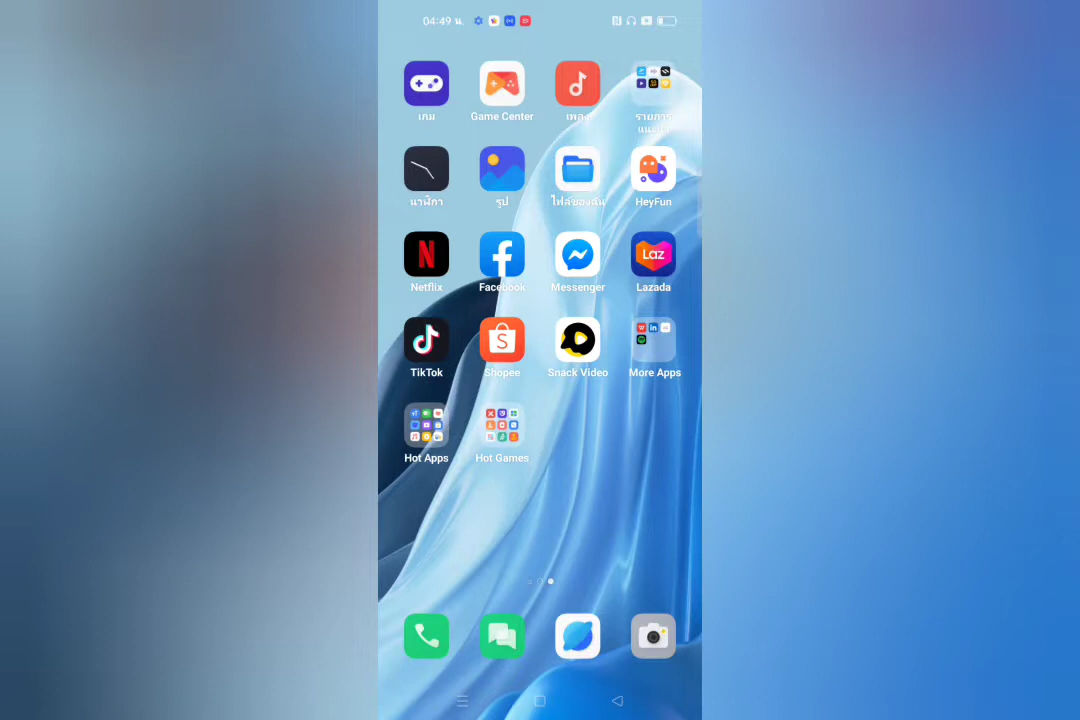 04:49 น.
เกม
Game Center
เพลง
รายการ
แนะนำ
นาฬิกา
รูป
ไฟล์ของฉัน
HeyFun
Laz
Netflix
Facebook
Messenger
Lazada
TikTok
Shopee
Snack Video
More Apps
Hot Apps
Hot Games